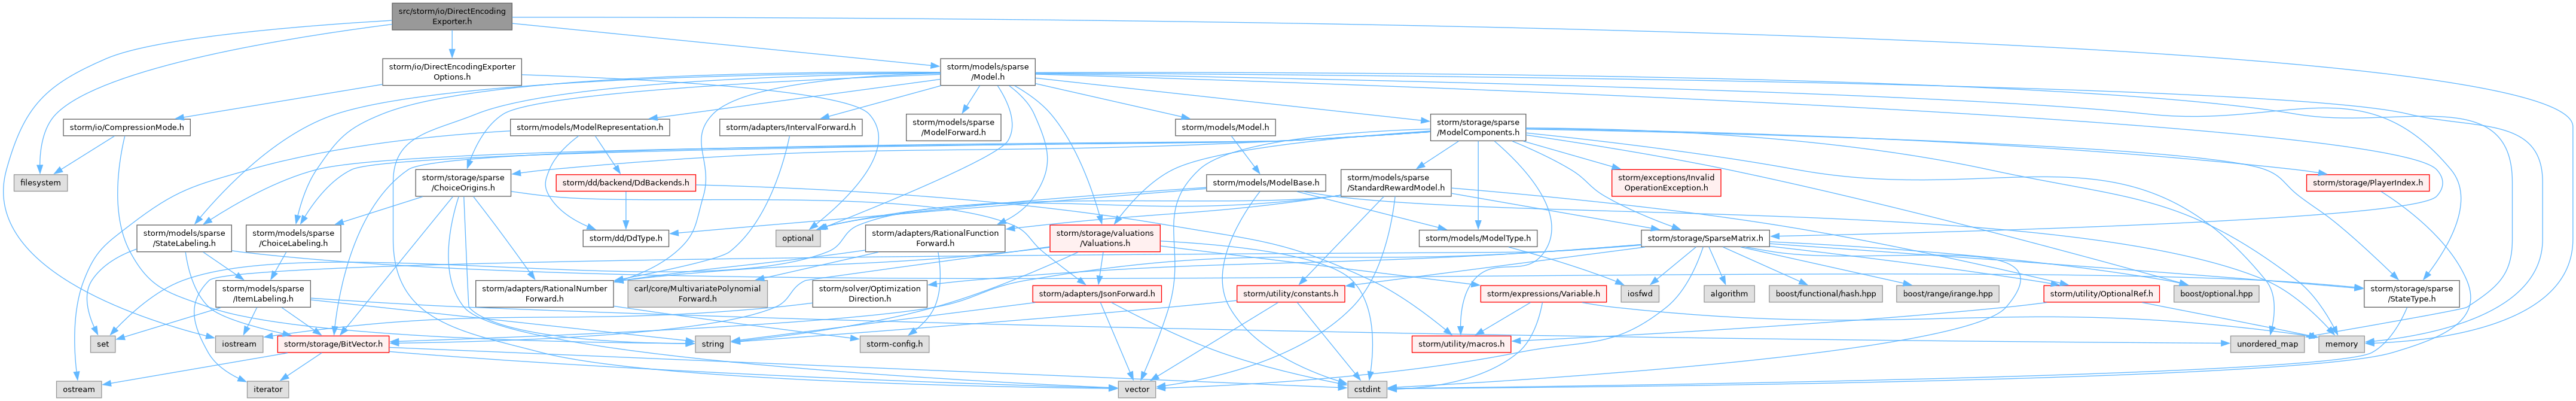 src/storm/io/DirectEncoding
Exporter.h
storm/io/DirectEncodingExporter
Options.h
storm/models/sparse
/Model.h
storm/io/CompressionMode.h
storm/models/ModelRepresentation.h
storm/adapters/IntervalForward.h
storm/models/sparse
/ModelForward.h
storm/models/Model.h
storm/storage/sparse
/ModelComponents.h
filesystem
storm/storage/sparse
/ChoiceOrigins.h
storm/dd/backend/DdBackends.h
storm/models/ModelBase.h
storm/models/sparse
/StandardRewardModel.h
storm/exceptions/Invalid
OperationException.h
storm/storage/PlayerIndex.h
storm/models/sparse
/StateLabeling.h
storm/models/sparse
/ChoiceLabeling.h
storm/dd/DdType.h
optional
storm/adapters/RationalFunction
Forward.h
storm/storage/valuations
/Valuations.h
storm/models/ModelType.h
storm/storage/SparseMatrix.h
storm/models/sparse
/ItemLabeling.h
storm/adapters/RationalNumber
Forward.h
carl/core/MultivariatePolynomial
Forward.h
storm/solver/Optimization
Direction.h
storm/adapters/JsonForward.h
storm/utility/constants.h
storm/expressions/Variable.h
iosfwd
algorithm
boost/functional/hash.hpp
boost/range/irange.hpp
storm/utility/OptionalRef.h
boost/optional.hpp
storm/storage/sparse
/StateType.h
set
iostream
storm/storage/BitVector.h
string
storm-config.h
storm/utility/macros.h
unordered_map
memory
ostream
iterator
vector
cstdint